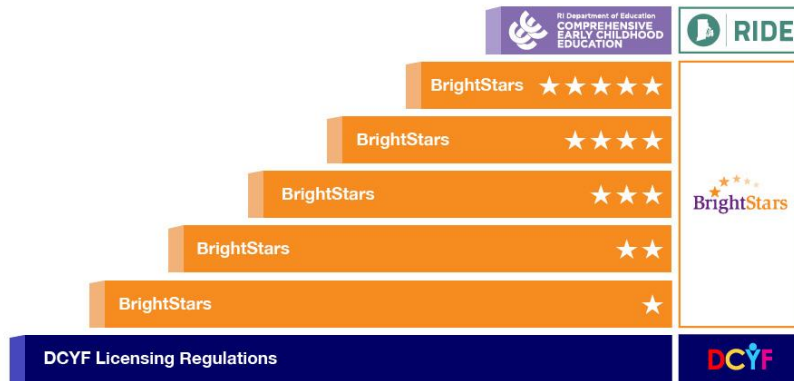 RI Department of Education
COMPREHENSIVE
EARLY CHILDHOOD
EDUCATION
RIDE
BrightStars
BrightStars
BrightStars
BrightStars
BrightStars
BrightStars
DCYF Licensing Regulations
DCYF